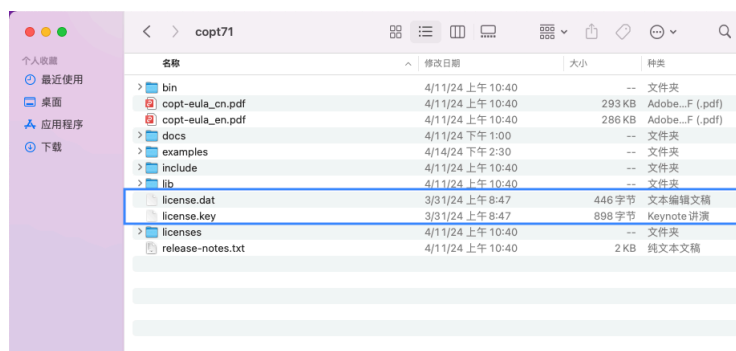 copt71
个人收藏
最近使用
桌面
应用程序
下载
名称 修改日期 大小 种类
bin 4/11/24 上午 10:40 -- 文件夹
copt-eula_cn.pdf 4/11/24 上午 10:40 293 KB Adobe...F (.pdf)
copt-eula_en.pdf 4/11/24 上午 10:40 286 KB Adobe...F (.pdf)
docs 4/11/24 下午 1:00 -- 文件夹
examples 4/14/24 下午 2:30 -- 文件夹
include 4/11/24 上午 10:40 -- 文件夹
lib 4/11/24 上午 10:40 -- 文件夹
license.dat 3/31/24 上午 8:47 446 字节 文本编辑文稿
license.key 3/31/24 上午 8:47 898 字节 Keynote 讲演
licenses 4/11/24 上午 10:40 -- 文件夹
release-notes.txt 4/11/24 上午 10:40 2 KB 纯文本文稿